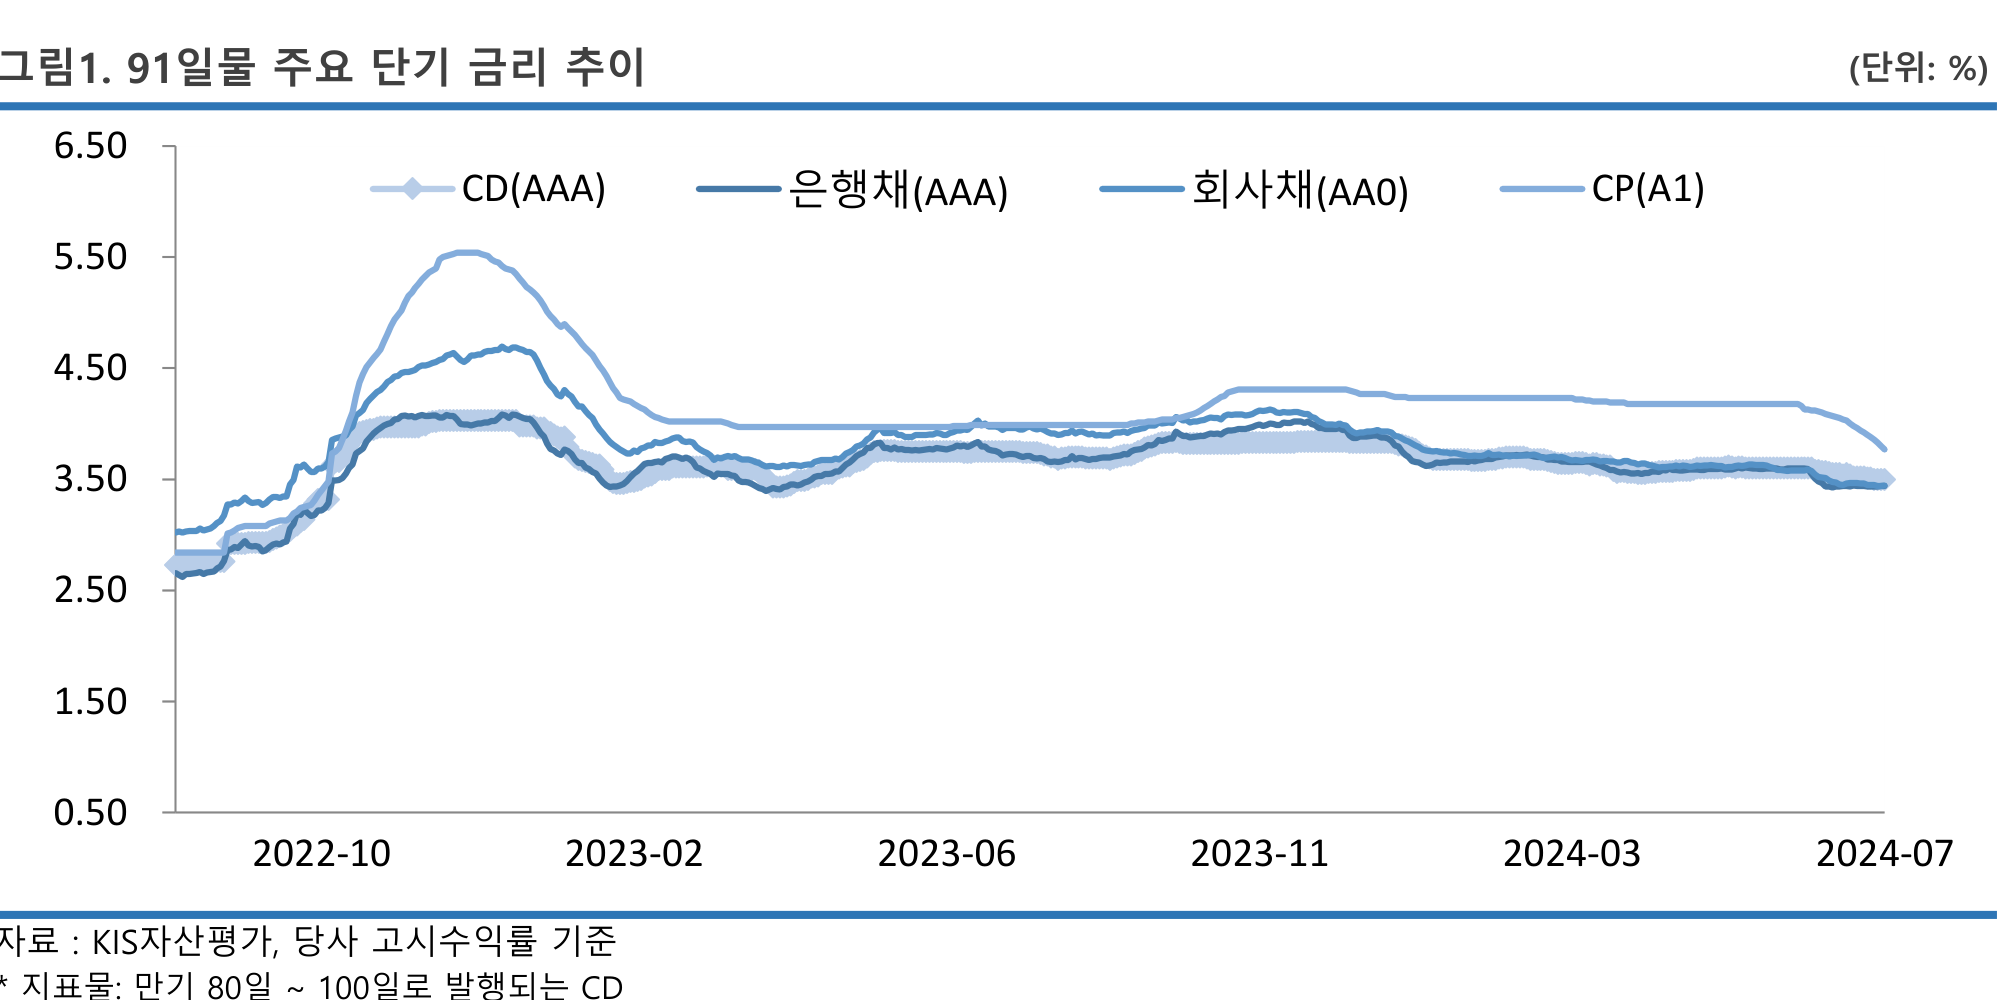 그림1. 91일물 주요 단기 금리 추이 (단위: %)
6.50
CD(AAA) 은행채(AAA) 회사채(AA0) CP(A1)
5.50
4.50
3.50
2.50
1.50
0.50
2022-10 2023-02 2023-06 2023-11 2024-03 2024-07
자료 : KIS자산평가, 당사 고시수익률 기준
* 지표물: 만기 80일 ~ 100일로 발행되는 CD